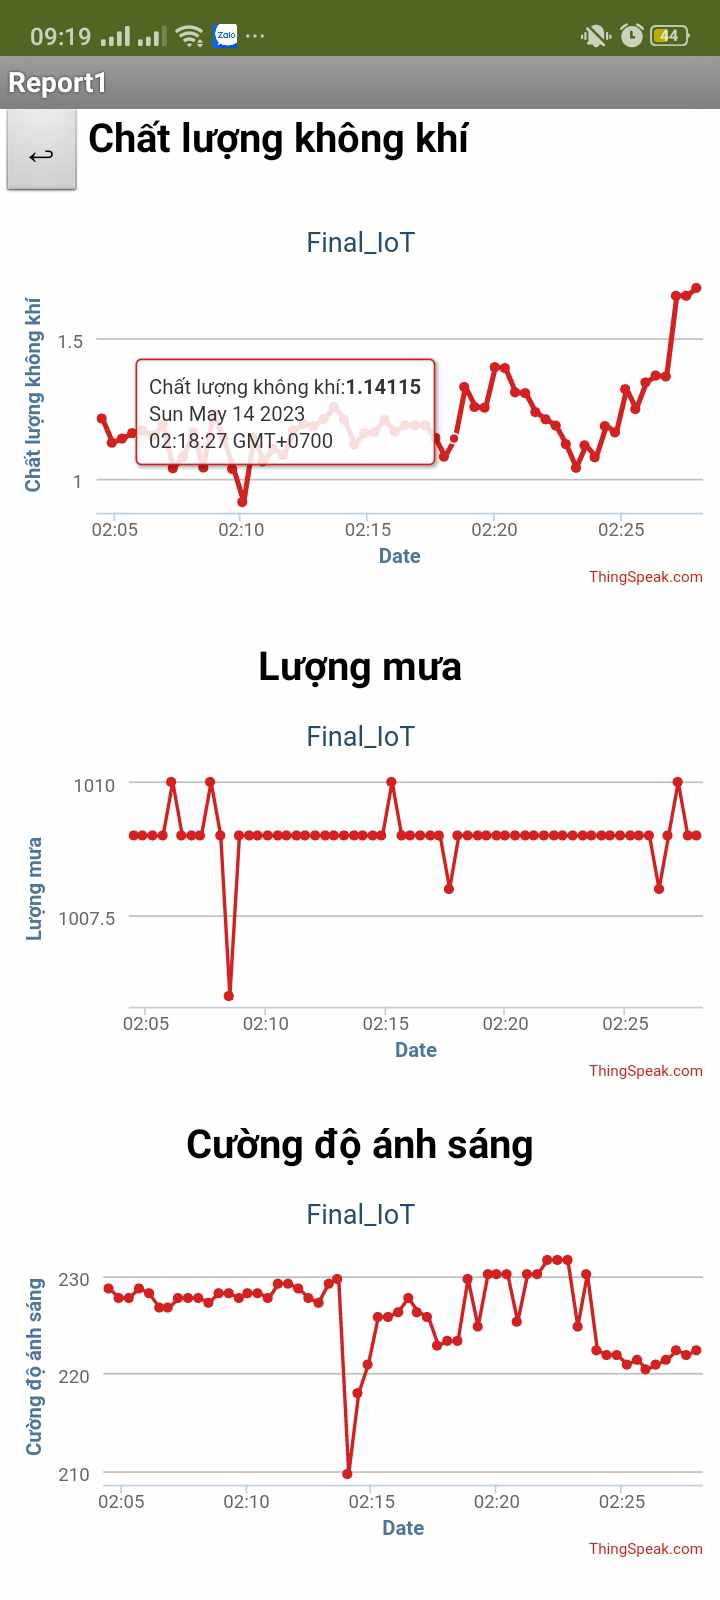 09:19 Zalo ... 44
Report1
Chất lượng không khí
Final_IoT
Chất lượng không khí
1.5
1
Chất lượng không khí:1.14115
Sun May 14 2023
02:18:27 GMT+0700
02:05 02:10 02:15 02:20 02:25
Date
ThingSpeak.com
Lượng mưa
Final_IoT
Lượng mưa
1010
1007.5
02:05 02:10 02:15 02:20 02:25
Date
ThingSpeak.com
Cường độ ánh sáng
Final_IoT
Cường độ ánh sáng
230
220
210
02:05 02:10 02:15 02:20 02:25
Date
ThingSpeak.com